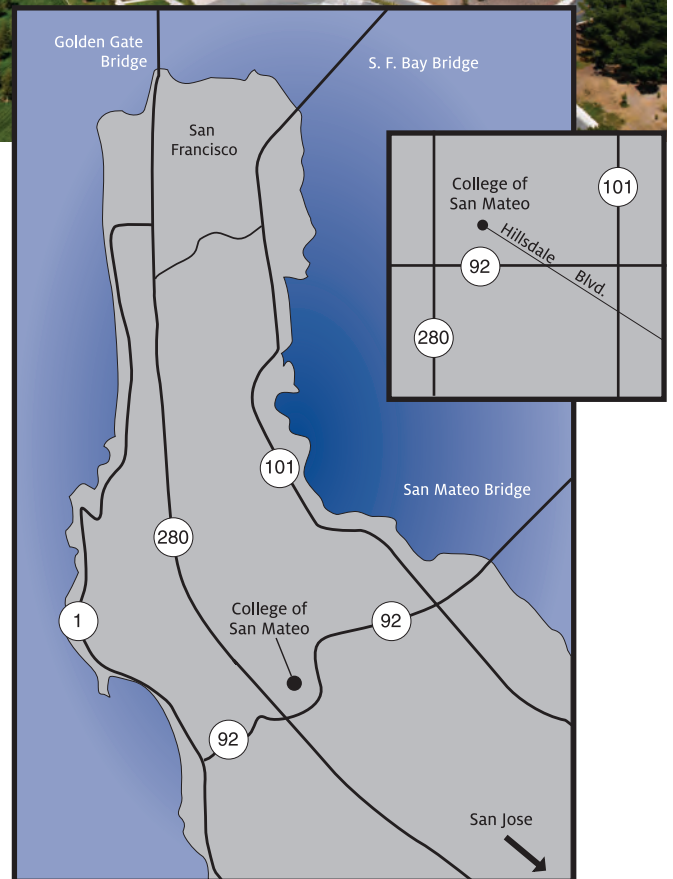 Golden Gate
Bridge
S. F. Bay Bridge
San
Francisco
College of
San Mateo
101
Hillsdale
Blvd.
92
280
101
San Mateo Bridge
280
College of
San Mateo
92
1
92
San Jose